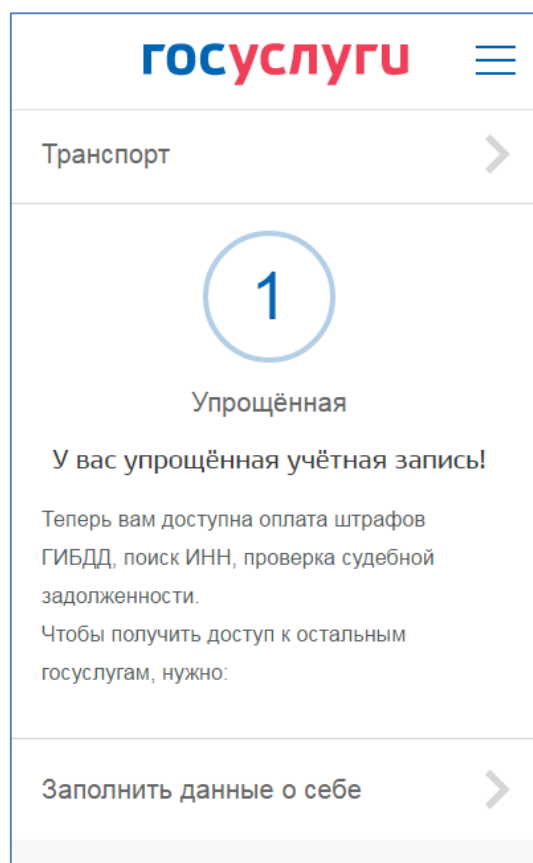 госуслуги
Транспорт
1
Упрощённая
У вас упрощённая учётная запись!
Теперь вам доступна оплата штрафов
ГИБДД, поиск ИНН, проверка судебной
задолженности.
Чтобы получить доступ к остальным
госуслугам, нужно:
Заполнить данные о себе